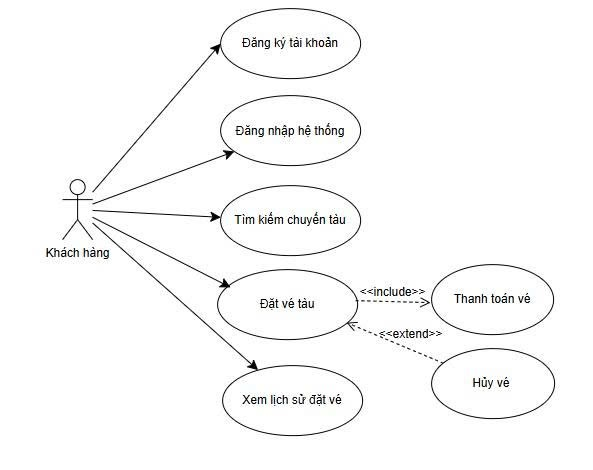 Đăng ký tài khoản
Đăng nhập hệ thống
Tìm kiếm chuyến tàu
Khách hàng
Đặt vé tàu
<<include>>
Thanh toán vé
<<extend>>
Hủy vé
Xem lịch sử đặt vé